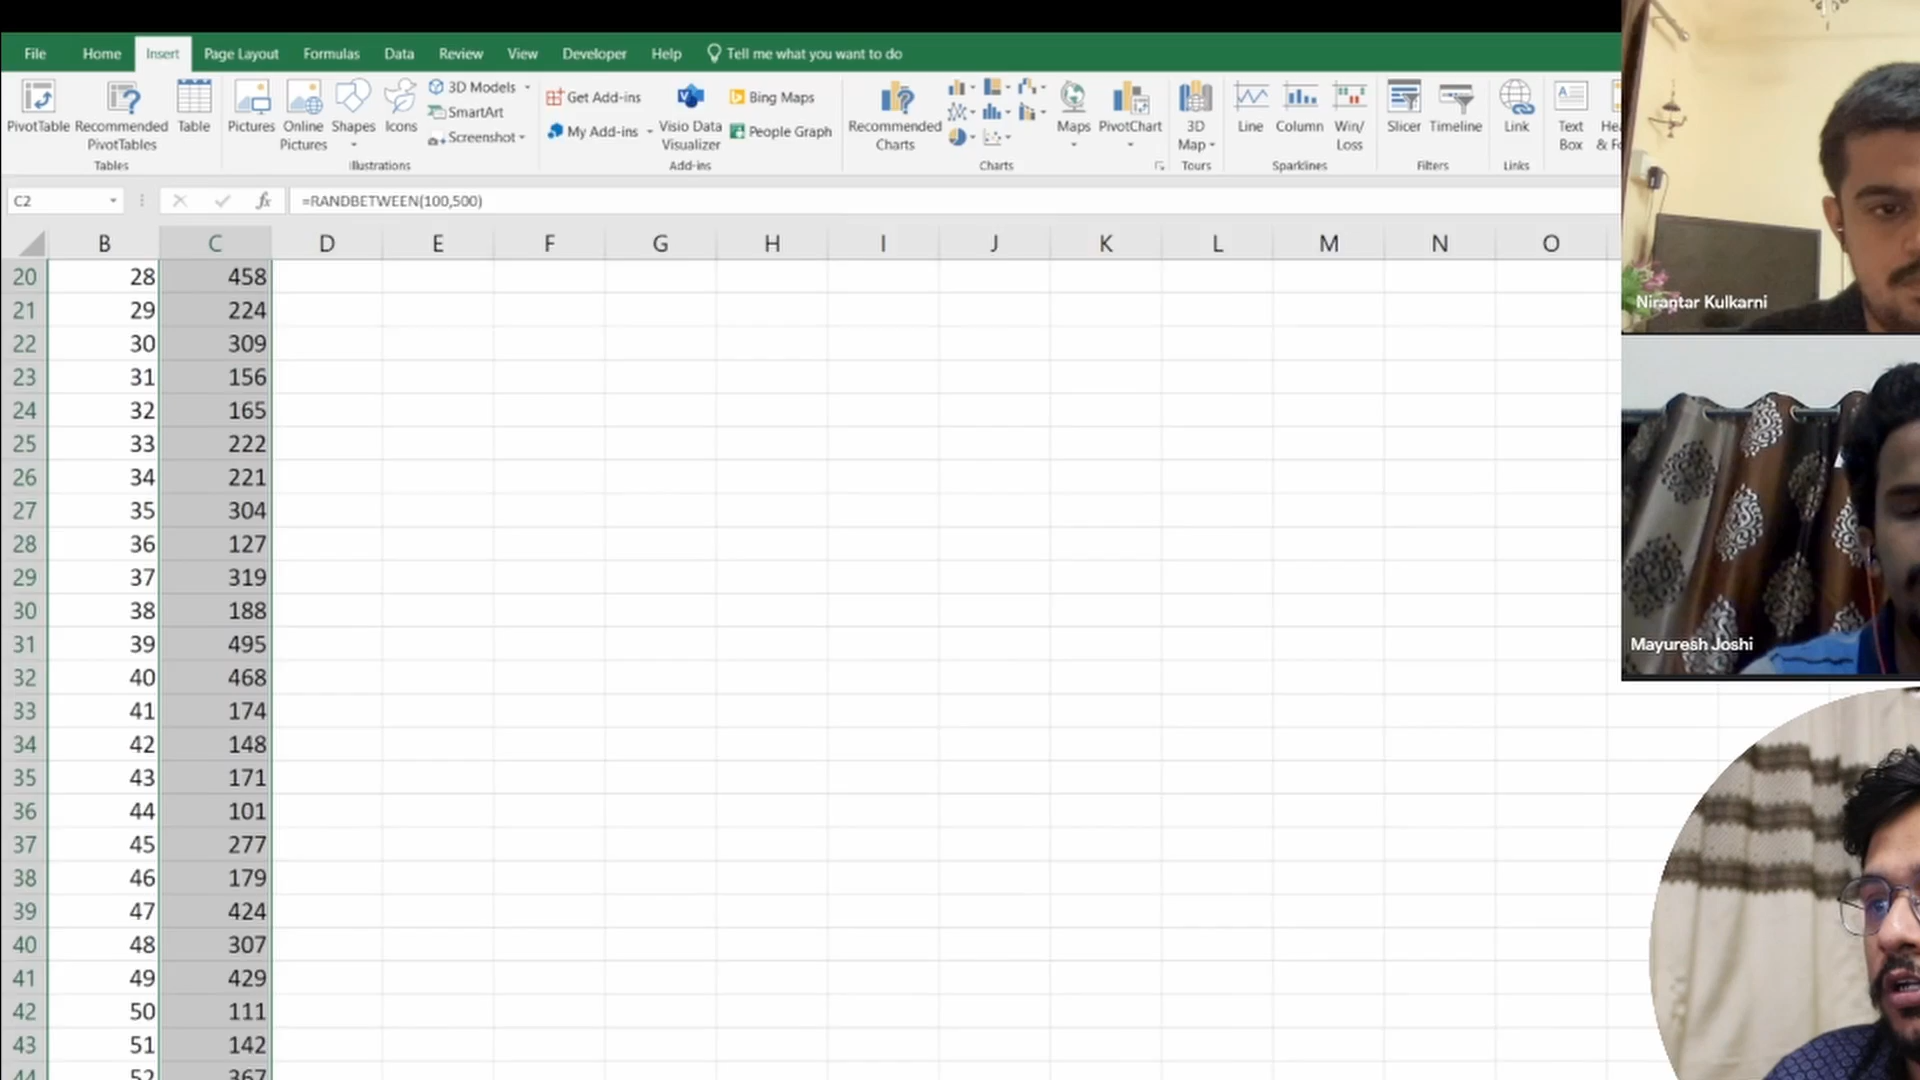 File Home Insert Page Layout Formulas Data Review View Developer Help Tell me what you want to do
PivotTable Recommended PivotTables Table
Tables
Pictures Online Pictures Shapes Icons 3D Models SmartArt Screenshot
Illustrations
Get Add-ins My Add-ins Visio Data Visualizer Bing Maps People Graph
Add-ins
Recommended Charts Maps PivotChart
Charts
3D Map
Tours
Line Column Win/Loss
Sparklines
Slicer Timeline
Filters
Link
Links
Text Box
& Fo
C2 fx =RANDBETWEEN(100,500)
B C D E F G H I J K L M N O
20 28 458
21 29 224
22 30 309
23 31 156
24 32 165
25 33 222
26 34 221
27 35 304
28 36 127
29 37 319
30 38 188
31 39 495
32 40 468
33 41 174
34 42 148
35 43 171
36 44 101
37 45 277
38 46 179
39 47 424
40 48 307
41 49 429
42 50 111
43 51 142
44 52 367
Nirantar Kulkarni
Mayuresh Joshi